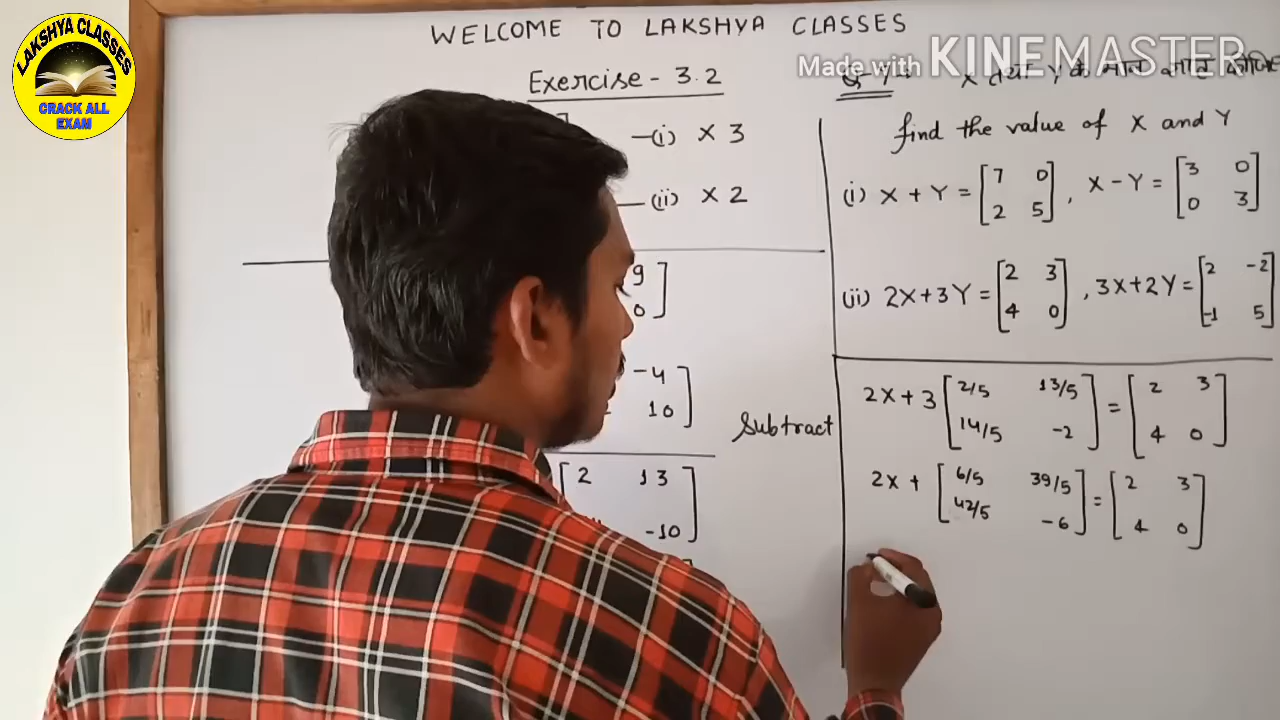 LAKSHYA CLASSES
CRACK ALL
EXAM
WELCOME TO LAKSHYA CLASSES
Made with KINEMASTER
Exercise - 3.2
—(i) × 3
—(ii) × 2
9
0
-4
10
Subtract
2 13
-10
X तथा Y के मान ज्ञात कीजिए
find the value of X and Y
(i) X + Y = [7 0
2 5], X - Y = [3 0
0 3]
(ii) 2X + 3Y = [2 3
4 0], 3X + 2Y = [2 -2
-1 5]
2X + 3 [2/5 13/5
14/5 -2] = [2 3
4 0]
2X + [6/5 39/5
42/5 -6] = [2 3
4 0]